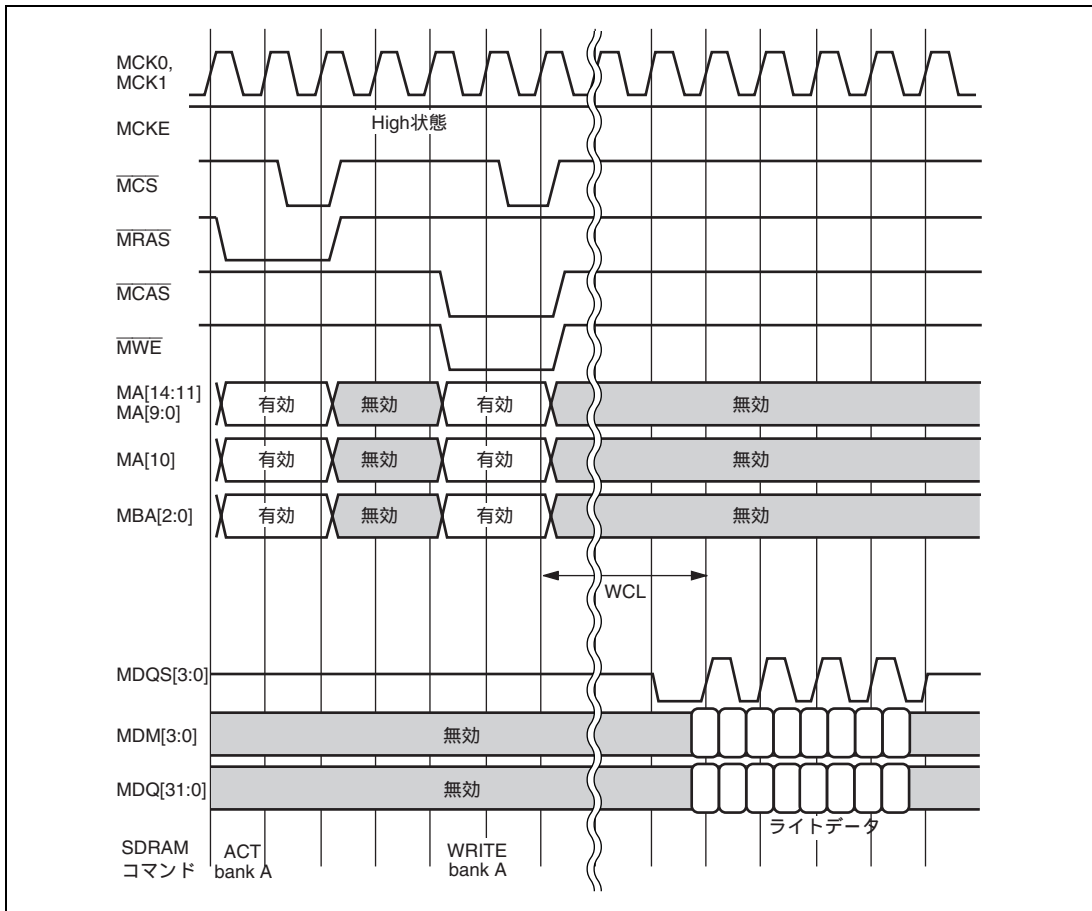 MCK0,
MCK1
High状態
MCKE
MCS
MRAS
MCAS
MWE
MA[14:11]
MA[9:0]
有効 無効 有効 無効
MA[10] 有効 無効 有効 無効
MBA[2:0] 有効 無効 有効 無効
WCL
MDQS[3:0]
MDM[3:0] 無効
MDQ[31:0] 無効
ライトデータ
SDRAM
コマンド
ACT
bank A
WRITE
bank A